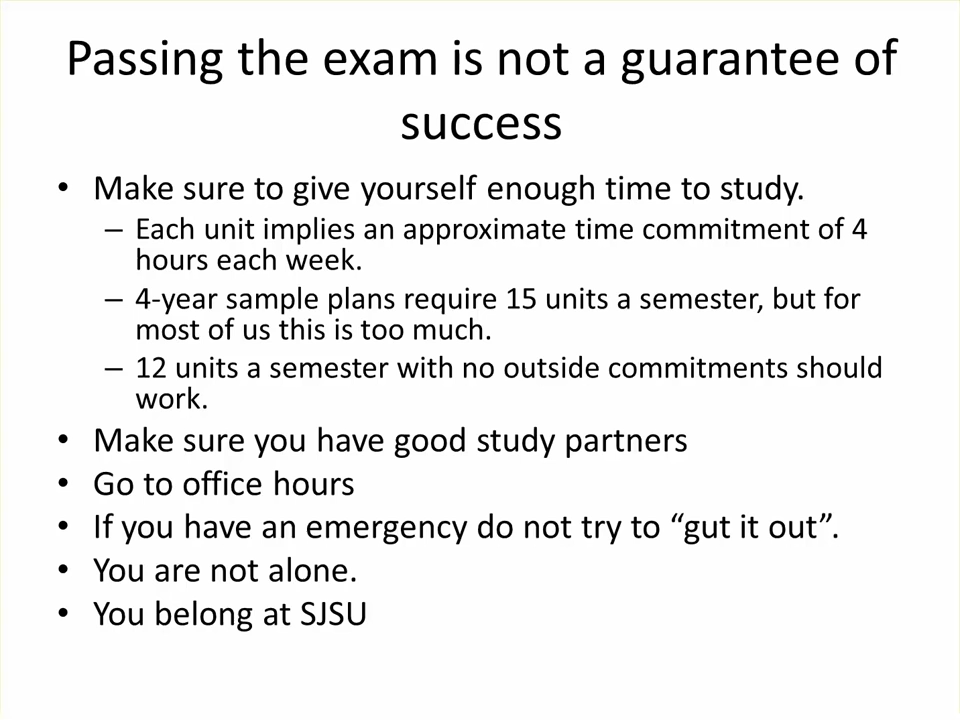 Passing the exam is not a guarantee of
success
• Make sure to give yourself enough time to study.
– Each unit implies an approximate time commitment of 4
hours each week.
– 4-year sample plans require 15 units a semester, but for
most of us this is too much.
– 12 units a semester with no outside commitments should
work.
• Make sure you have good study partners
• Go to office hours
• If you have an emergency do not try to “gut it out”.
• You are not alone.
• You belong at SJSU